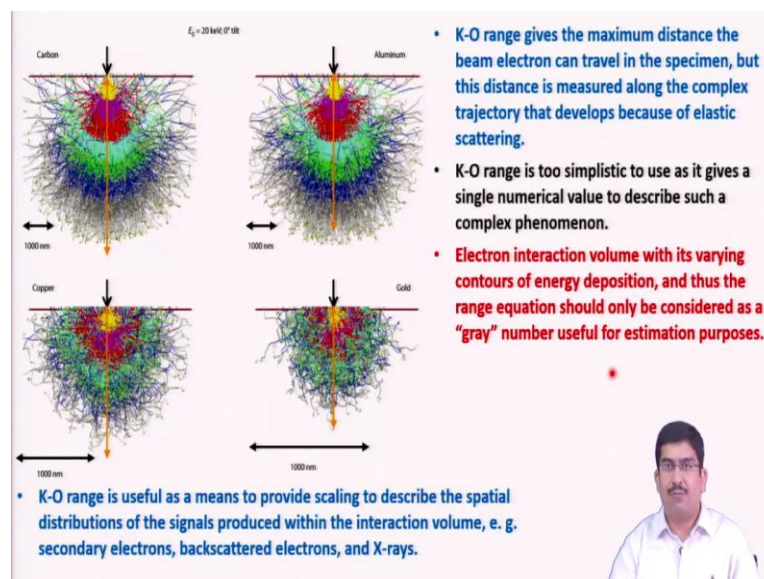 E₀ = 20 keV; 0° tilt
Carbon
Aluminum
1000 nm
1000 nm
Copper
Gold
1000 nm
1000 nm
• K-O range gives the maximum distance the
beam electron can travel in the specimen, but
this distance is measured along the complex
trajectory that develops because of elastic
scattering.
• K-O range is too simplistic to use as it gives a
single numerical value to describe such a
complex phenomenon.
• Electron interaction volume with its varying
contours of energy deposition, and thus the
range equation should only be considered as a
“gray” number useful for estimation purposes.
• K-O range is useful as a means to provide scaling to describe the spatial
distributions of the signals produced within the interaction volume, e. g.
secondary electrons, backscattered electrons, and X-rays.